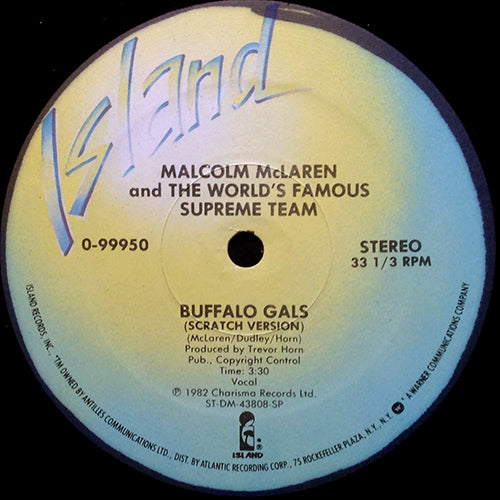 Island
MALCOLM McLAREN
and THE WORLD'S FAMOUS
SUPREME TEAM
0-99950
STEREO
33 1/3 RPM
BUFFALO GALS
(SCRATCH VERSION)
(McLaren/Dudley/Horn)
Produced by Trevor Horn
Pub., Copyright Control
Time: 3:30
Vocal
℗ 1982 Charisma Records Ltd.
ST-DM-43808-SP
ISLAND
ISLAND RECORDS, INC., TM OWNED BY ANTILLES COMMUNICATIONS LTD., DIST. BY ATLANTIC RECORDING CORP., 75 ROCKEFELLER PLAZA, N.Y., N.Y. A WARNER COMMUNICATIONS COMPANY